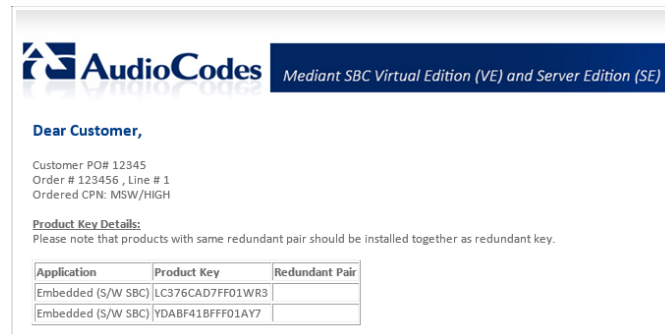 AudioCodes Mediant SBC Virtual Edition (VE) and Server Edition (SE)
Dear Customer,
Customer PO# 12345
Order # 123456 , Line # 1
Ordered CPN: MSW/HIGH
Product Key Details:
Please note that products with same redundant pair should be installed together as redundant key.
Application Product Key Redundant Pair
Embedded (S/W SBC) LC376CAD7FF01WR3
Embedded (S/W SBC) YDABF41BFFF01AY7